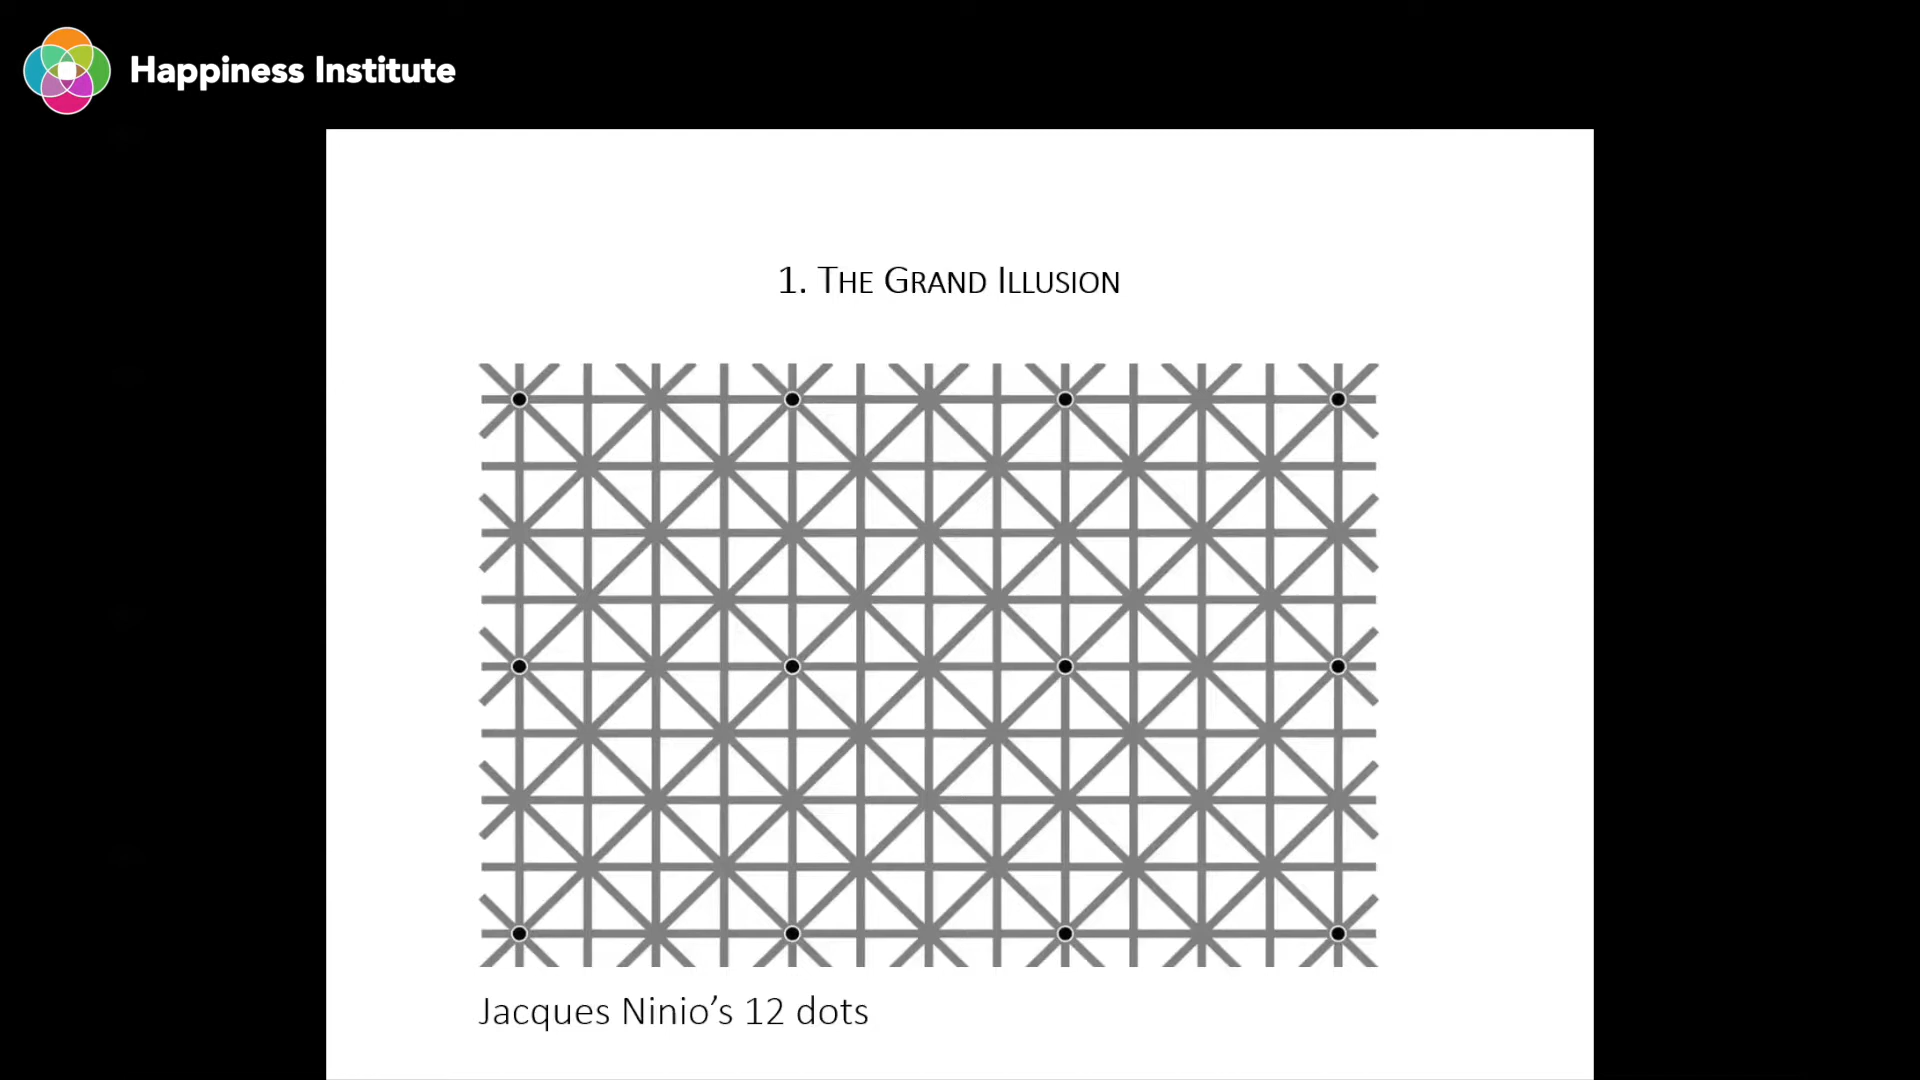 Happiness Institute
1. THE GRAND ILLUSION
Jacques Ninio’s 12 dots